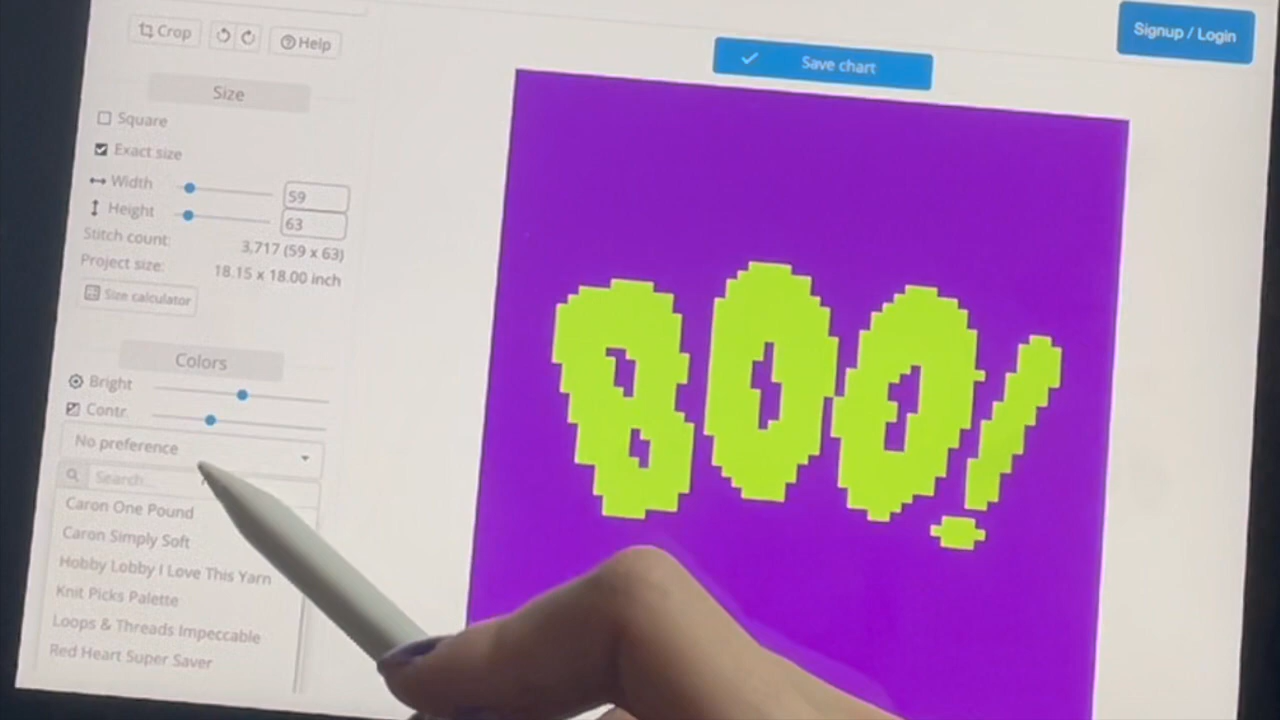 Crop
Help
Signup / Login
Save chart
Size
Square
Exact size
Width
59
Height
63
Stitch count:
3,717 (59 x 63)
Project size:
18.15 x 18.00 inch
Size calculator
Colors
Bright
Contr.
No preference
Search...
Caron One Pound
Caron Simply Soft
Hobby Lobby I Love This Yarn
Knit Picks Palette
Loops & Threads Impeccable
Red Heart Super Saver
BOO!